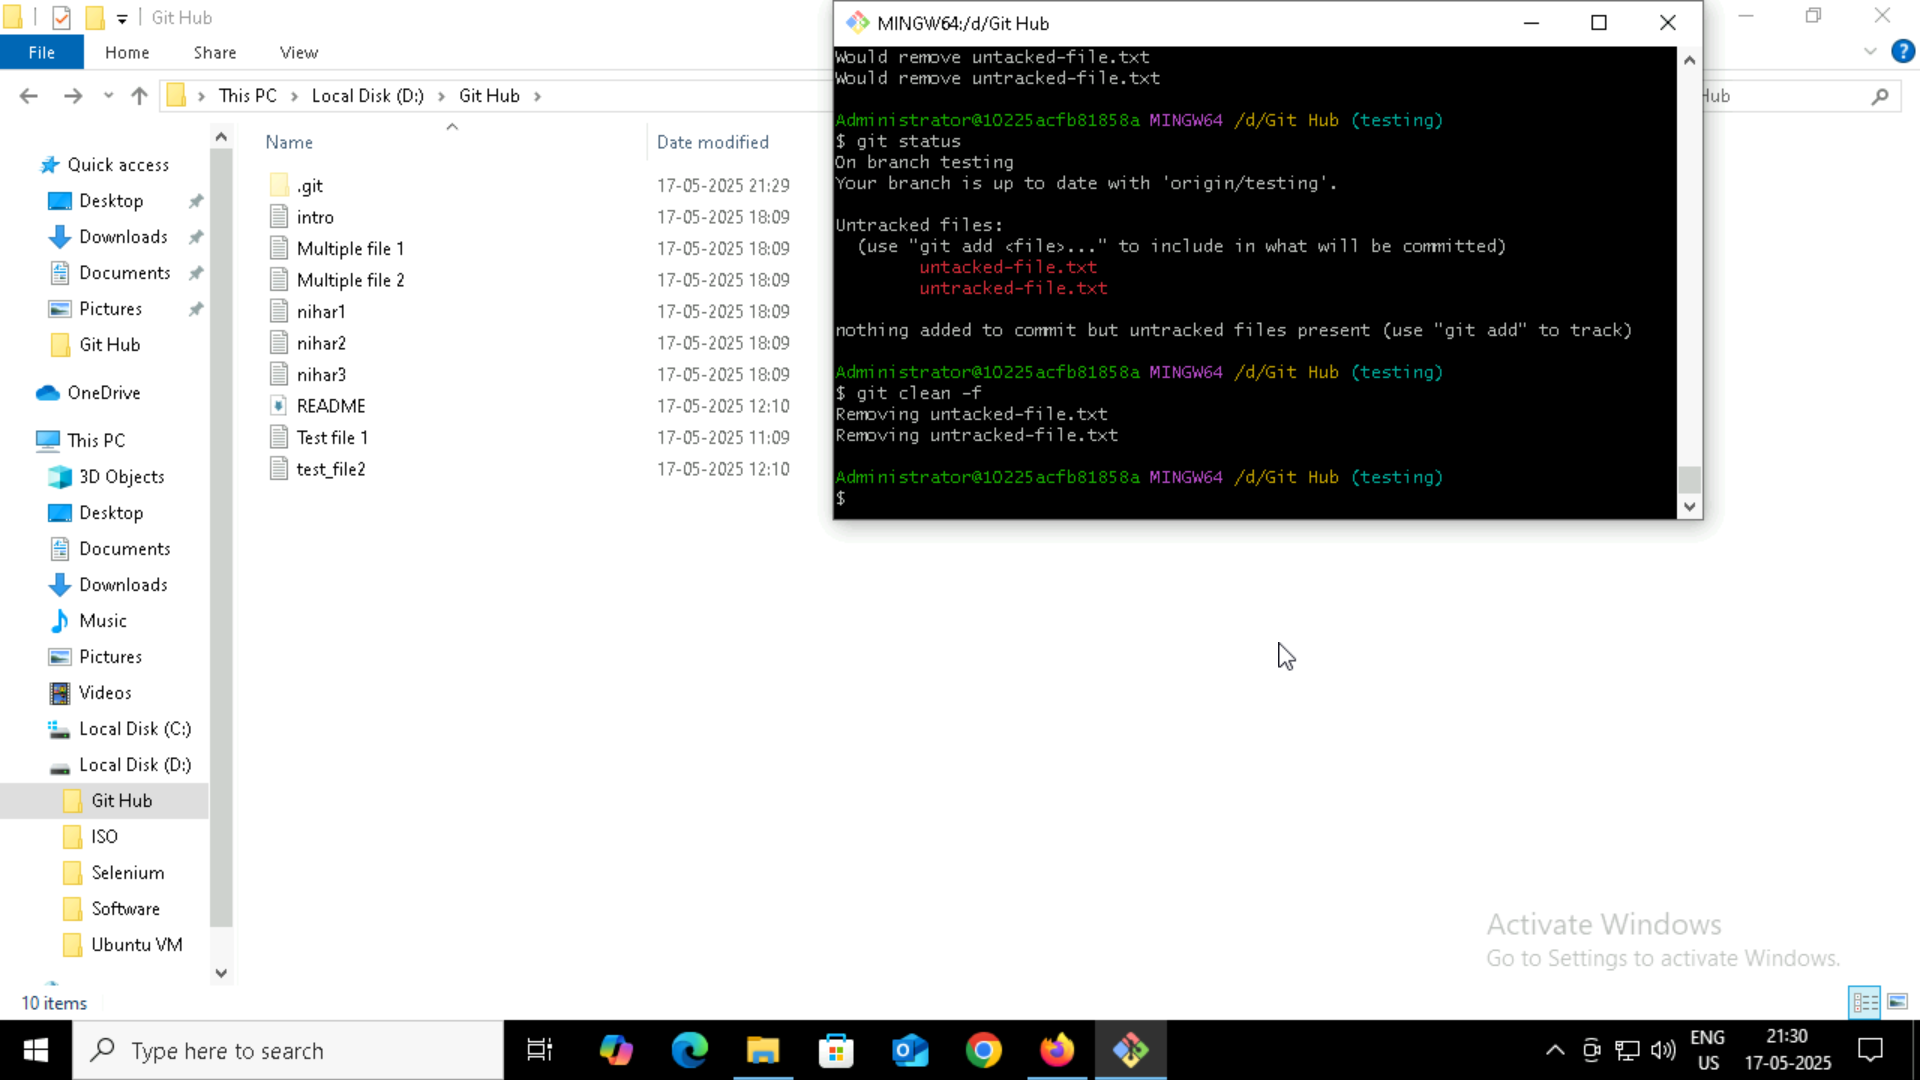 Git Hub
File
Home
Share
View
This PC
Local Disk (D:)
Git Hub
Name
Date modified
Quick access
Desktop
Downloads
Documents
Pictures
Git Hub
OneDrive
This PC
3D Objects
Desktop
Documents
Downloads
Music
Pictures
Videos
Local Disk (C:)
Local Disk (D:)
Git Hub
ISO
Selenium
Software
Ubuntu VM
.git 17-05-2025 21:29
intro 17-05-2025 18:09
Multiple file 1 17-05-2025 18:09
Multiple file 2 17-05-2025 18:09
nihar1 17-05-2025 18:09
nihar2 17-05-2025 18:09
nihar3 17-05-2025 18:09
README 17-05-2025 12:10
Test file 1 17-05-2025 11:09
test_file2 17-05-2025 12:10
10 items
MINGW64:/d/Git Hub
Would remove untacked-file.txt
Would remove untracked-file.txt
Administrator@10225acfb81858a MINGW64 /d/Git Hub (testing)
$ git status
On branch testing
Your branch is up to date with 'origin/testing'.
Untracked files:
(use "git add <file>..." to include in what will be committed)
untacked-file.txt
untracked-file.txt
nothing added to commit but untracked files present (use "git add" to track)
Administrator@10225acfb81858a MINGW64 /d/Git Hub (testing)
$ git clean -f
Removing untacked-file.txt
Removing untracked-file.txt
Administrator@10225acfb81858a MINGW64 /d/Git Hub (testing)
$
Activate Windows
Go to Settings to activate Windows.
Type here to search
ENG
US
21:30
17-05-2025